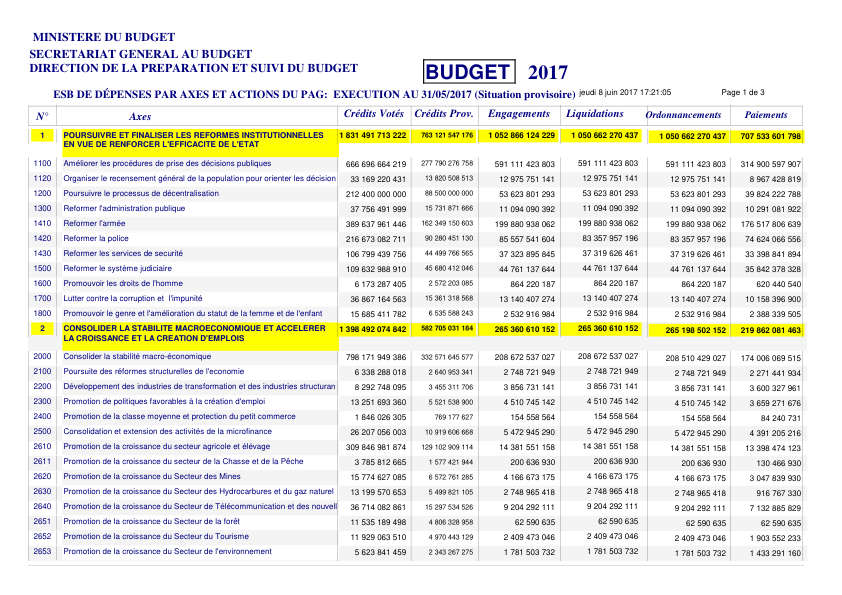 MINISTERE DU BUDGET
SECRETARIAT GENERAL AU BUDGET
DIRECTION DE LA PREPARATION ET SUIVI DU BUDGET
BUDGET 2017
ESB DE DÉPENSES PAR AXES ET ACTIONS DU PAG: EXECUTION AU 31/05/2017 (Situation provisoire) jeudi 8 juin 2017 17:21:05 Page 1 de 3
N° Axes Crédits Votés Crédits Prov. Engagements Liquidations Ordonnancements Paiements
1 POURSUIVRE ET FINALISER LES REFORMES INSTITUTIONNELLES 1 831 491 713 222 763 121 547 176 1 052 866 124 229 1 050 662 270 437 1 050 662 270 437 707 533 601 798
EN VUE DE RENFORCER L'EFFICACITE DE L'ETAT
1100 Améliorer les procédures de prise des décisions publiques 666 696 664 219 277 790 276 758 591 111 423 803 591 111 423 803 591 111 423 803 314 900 597 907
1120 Organiser le recensement général de la population pour orienter les décision 33 169 220 431 13 820 508 513 12 975 751 141 12 975 751 141 12 975 751 141 8 967 428 819
1200 Poursuivre le processus de décentralisation 212 400 000 000 88 500 000 000 53 623 801 293 53 623 801 293 53 623 801 293 39 824 222 788
1300 Reformer l'administration publique 37 756 491 999 15 731 871 666 11 094 090 392 11 094 090 392 11 094 090 392 10 291 081 922
1410 Reformer l'armée 389 637 961 446 162 349 150 603 199 880 938 062 199 880 938 062 199 880 938 062 176 517 806 639
1420 Reformer la police 216 673 082 711 90 280 451 130 85 557 541 604 83 357 957 196 83 357 957 196 74 624 066 556
1430 Reformer les services de securité 106 799 439 756 44 499 766 565 37 323 895 845 37 319 626 461 37 319 626 461 33 398 841 894
1500 Reformer le système judiciaire 109 632 988 910 45 680 412 046 44 761 137 644 44 761 137 644 44 761 137 644 35 842 378 328
1600 Promouvoir les droits de l'homme 6 173 287 405 2 572 203 085 864 220 187 864 220 187 864 220 187 620 440 540
1700 Lutter contre la corruption et l'impunité 36 867 164 563 15 361 318 568 13 140 407 274 13 140 407 274 13 140 407 274 10 158 396 900
1800 Promouvoir le genre et l'amélioration du statut de la femme et de l'enfant 15 685 411 782 6 535 588 243 2 532 916 984 2 532 916 984 2 532 916 984 2 388 339 505
2 CONSOLIDER LA STABILITE MACROECONOMIQUE ET ACCELERER 1 398 492 074 842 582 705 031 184 265 360 610 152 265 360 610 152 265 198 502 152 219 862 081 463
LA CROISSANCE ET LA CREATION D'EMPLOIS
2000 Consolider la stabilité macro-économique 798 171 949 386 332 571 645 577 208 672 537 027 208 672 537 027 208 510 429 027 174 006 069 515
2100 Poursuite des réformes structurelles de l'economie 6 338 288 018 2 640 953 341 2 748 721 949 2 748 721 949 2 748 721 949 2 271 441 934
2200 Développement des industries de transformation et des industries structuran 8 292 748 095 3 455 311 706 3 856 731 141 3 856 731 141 3 856 731 141 3 600 327 961
2300 Promotion de politiques favorables à la création d'emploi 13 251 693 360 5 521 538 900 4 510 745 142 4 510 745 142 4 510 745 142 3 659 271 676
2400 Promotion de la classe moyenne et protection du petit commerce 1 846 026 305 769 177 627 154 558 564 154 558 564 154 558 564 84 240 731
2500 Consolidation et extension des activités de la microfinance 26 207 056 003 10 919 606 668 5 472 945 290 5 472 945 290 5 472 945 290 4 391 205 216
2610 Promotion de la croissance du secteur agricole et élévage 309 846 981 874 129 102 909 114 14 381 551 158 14 381 551 158 14 381 551 158 13 398 474 123
2611 Promotion de la croissance du secteur de la Chasse et de la Pêche 3 785 812 665 1 577 421 944 200 636 930 200 636 930 200 636 930 130 466 930
2620 Promotion de la croissance du Secteur des Mines 15 774 627 085 6 572 761 285 4 166 673 175 4 166 673 175 4 166 673 175 3 047 839 930
2630 Promotion de la croissance du Secteur des Hydrocarbures et du gaz naturel 13 199 570 653 5 499 821 105 2 748 965 418 2 748 965 418 2 748 965 418 916 767 330
2640 Promotion de la croissance du Secteur de Télécommunication et des nouvell 36 714 082 861 15 297 534 526 9 204 292 111 9 204 292 111 9 204 292 111 7 132 885 829
2651 Promotion de la croissance du Secteur de la forêt 11 535 189 498 4 806 328 958 62 590 635 62 590 635 62 590 635 62 590 635
2652 Promotion de la croissance du Secteur du Tourisme 11 929 063 510 4 970 443 129 2 409 473 046 2 409 473 046 2 409 473 046 1 903 552 233
2653 Promotion de la croissance du Secteur de l'environnement 5 623 841 459 2 343 267 275 1 781 503 732 1 781 503 732 1 781 503 732 1 433 291 160